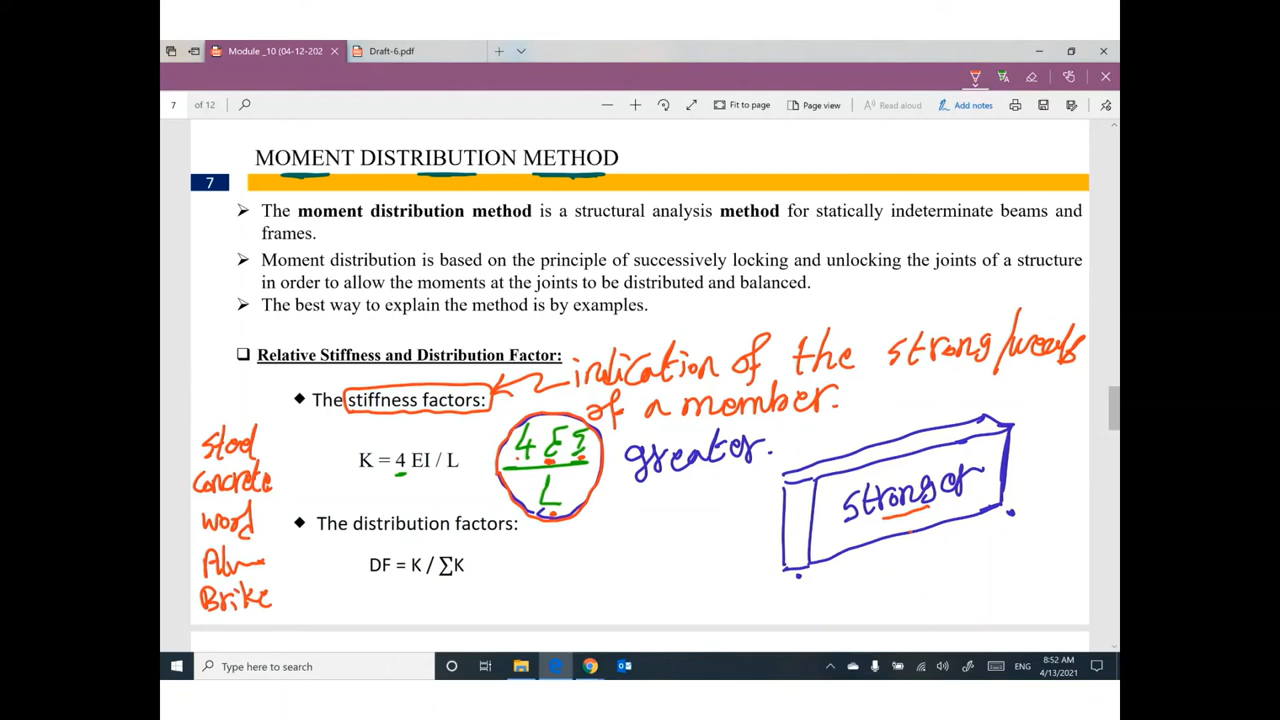 Module _10 (04-12-202
Draft-6.pdf
7 of 12
Fit to page
Page view
Read aloud
Add notes
MOMENT DISTRIBUTION METHOD
7
The moment distribution method is a structural analysis method for statically indeterminate beams and
frames.
Moment distribution is based on the principle of successively locking and unlocking the joints of a structure
in order to allow the moments at the joints to be distributed and balanced.
The best way to explain the method is by examples.
Relative Stiffness and Distribution Factor:
indication of the strong/weak
The stiffness factors:
of a member.
steel
concrete
K = 4 EI / L
4 E I
L
greater.
stronger
word
The distribution factors:
Alu
DF = K / ∑K
Brike
Type here to search
ENG
8:52 AM
4/13/2021